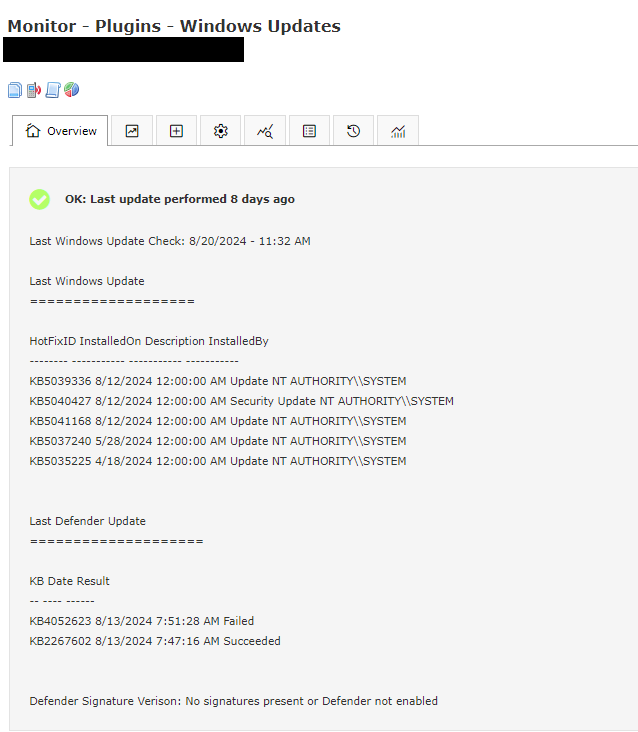 Monitor - Plugins - Windows Updates
Overview
OK: Last update performed 8 days ago
Last Windows Update Check: 8/20/2024 - 11:32 AM
Last Windows Update
===================
HotFixID InstalledOn Description InstalledBy
-------- ----------- ----------- -----------
KB5039336 8/12/2024 12:00:00 AM Update NT AUTHORITY\\SYSTEM
KB5040427 8/12/2024 12:00:00 AM Security Update NT AUTHORITY\\SYSTEM
KB5041168 8/12/2024 12:00:00 AM Update NT AUTHORITY\\SYSTEM
KB5037240 5/28/2024 12:00:00 AM Update NT AUTHORITY\\SYSTEM
KB5035225 4/18/2024 12:00:00 AM Update NT AUTHORITY\\SYSTEM
Last Defender Update
====================
KB Date Result
-- ---- ------
KB4052623 8/13/2024 7:51:28 AM Failed
KB2267602 8/13/2024 7:47:16 AM Succeeded
Defender Signature Verison: No signatures present or Defender not enabled